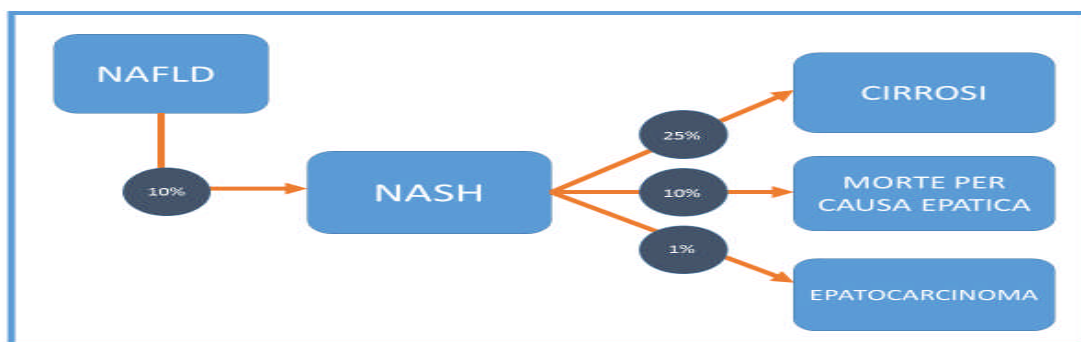 NAFLD
10%
NASH
25%
10%
1%
CIRROSI
MORTE PER
CAUSA EPATICA
EPATOCARCINOMA